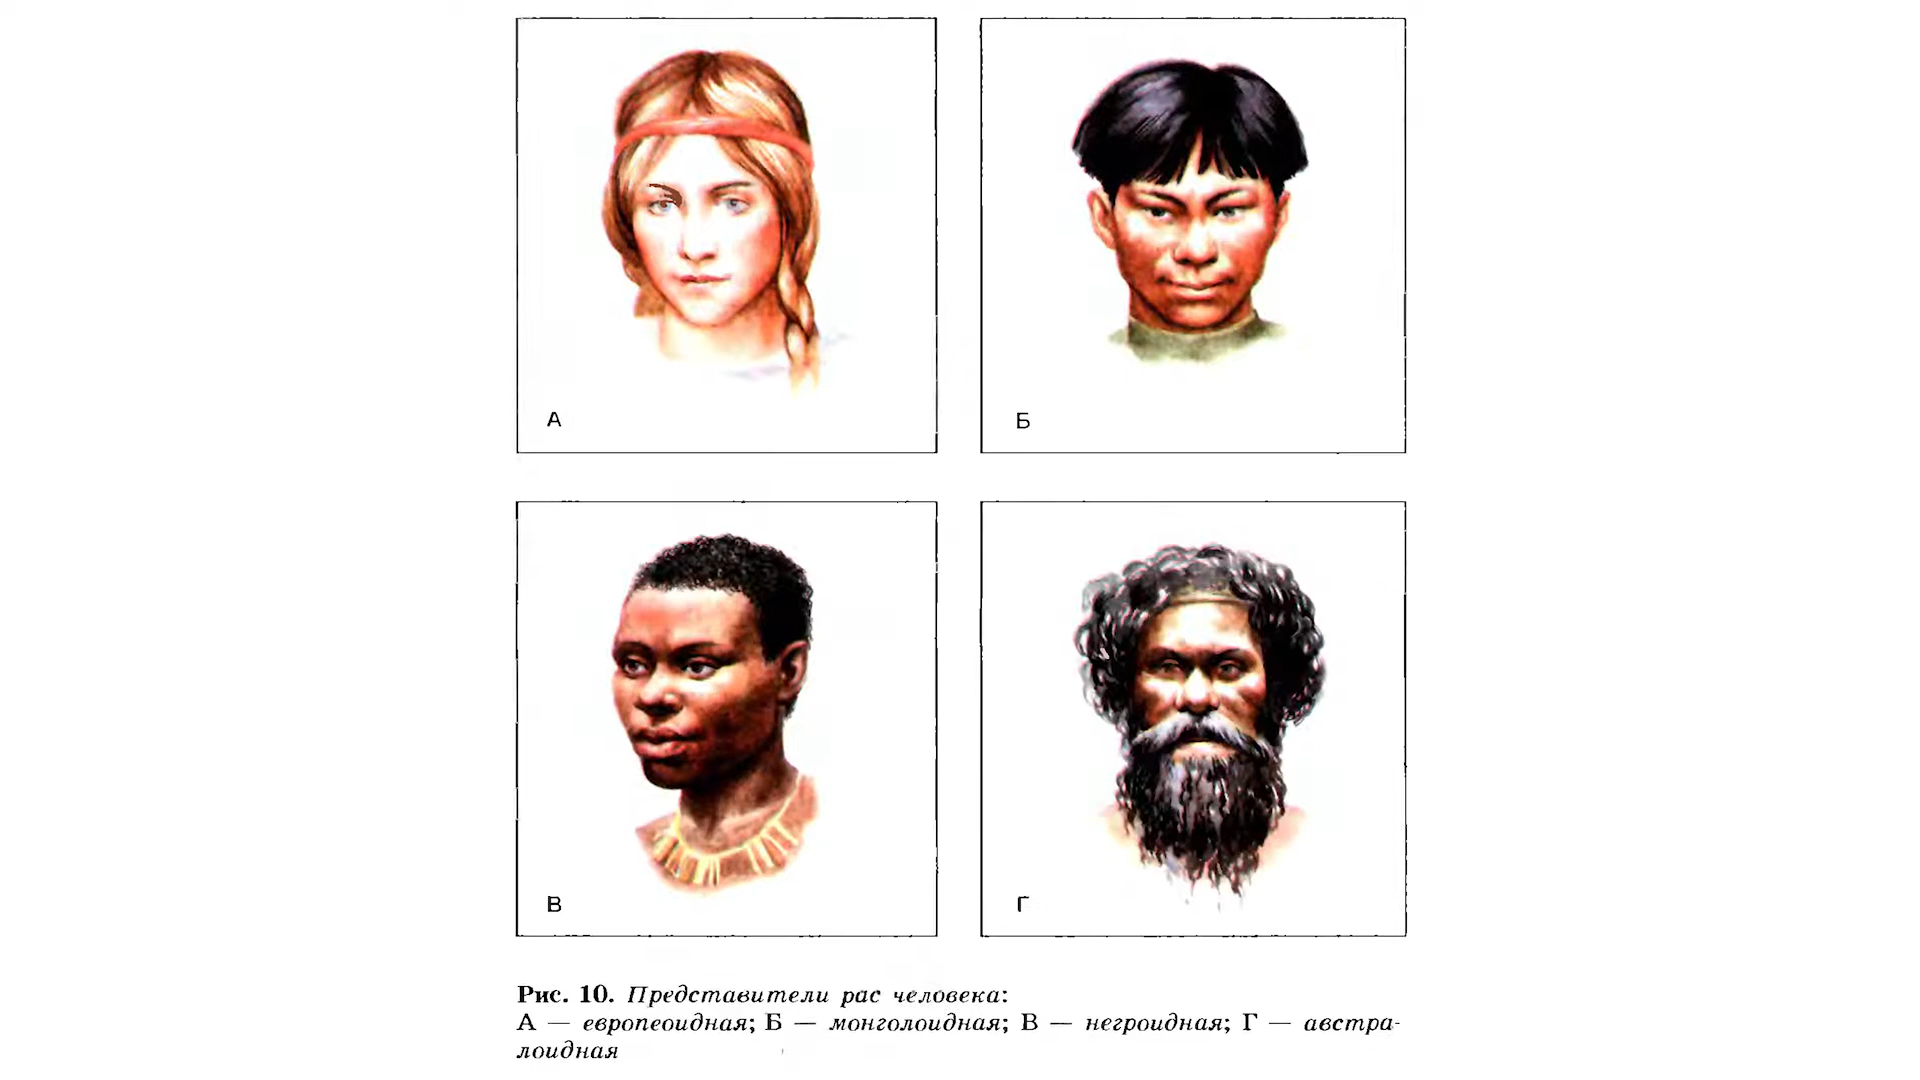 А
Б
В
Г
Рис. 10. Представители рас человека:
А — европеоидная; Б — монголоидная; В — негроидная; Г — австра-
лоидная